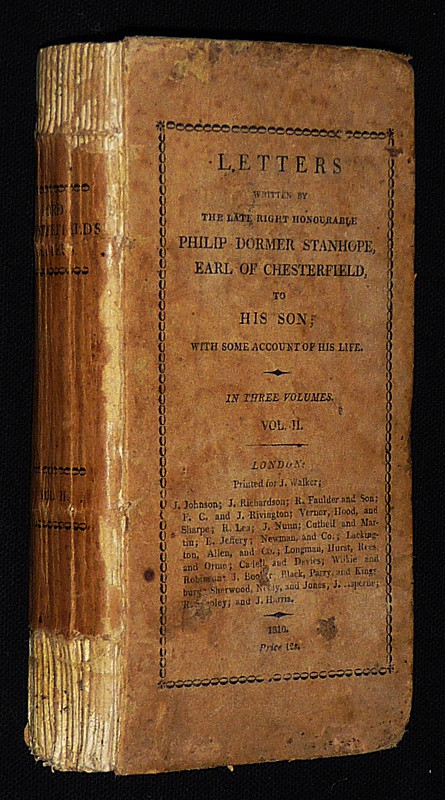 LETTERS
WRITTEN BY
THE LATE RIGHT HONOURABLE
PHILIP DORMER STANHOPE,
EARL OF CHESTERFIELD,
TO
HIS SON;
WITH SOME ACCOUNT OF HIS LIFE.
IN THREE VOLUMES.
VOL. II.
LONDON:
Printed for J. Walker;
J. Johnson; J. Richardson; R. Faulder and Son;
F. C. and J. Rivington; Verner, Hood, and
Sharpe; R. Lea; J. Nunn; Cuthell and Mar-
tin; E. Jeffery; Newman, and Co.; Lacking-
ton, Allen, and Co.; Longman, Hurst, Rees,
and Orme; Cadell and Davies; Wilkie and
Robinson; J. Booker; Black, Parry, and Kings-
bury; Sherwood, Neely, and Jones; J. Asperne;
and J. Harris.
1810.
Price 12s.